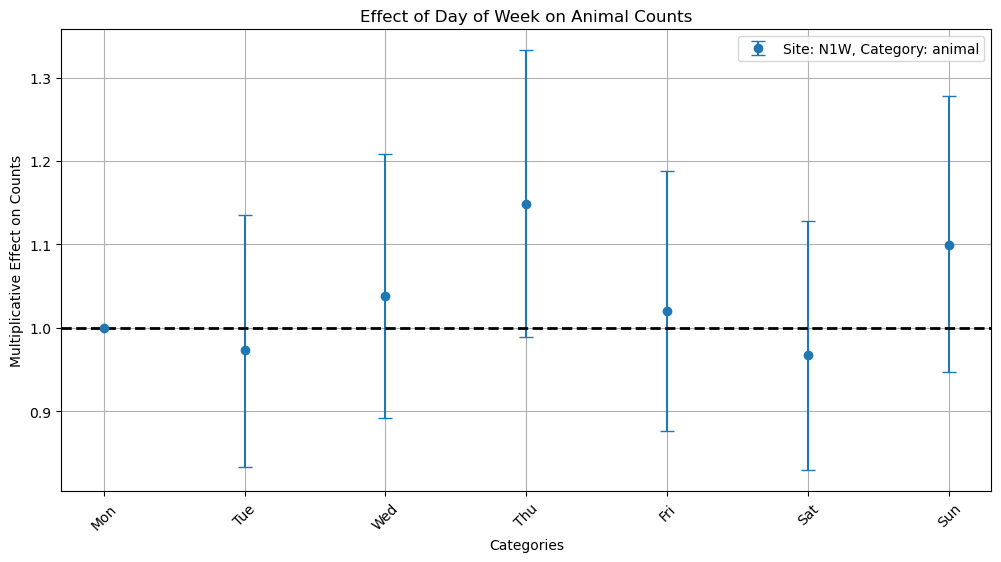 Effect of Day of Week on Animal Counts
Site: N1W, Category: animal
Multiplicative Effect on Counts
1.3
1.2
1.1
1.0
0.9
Mon
Tue
Wed
Thu
Fri
Sat
Sun
Categories